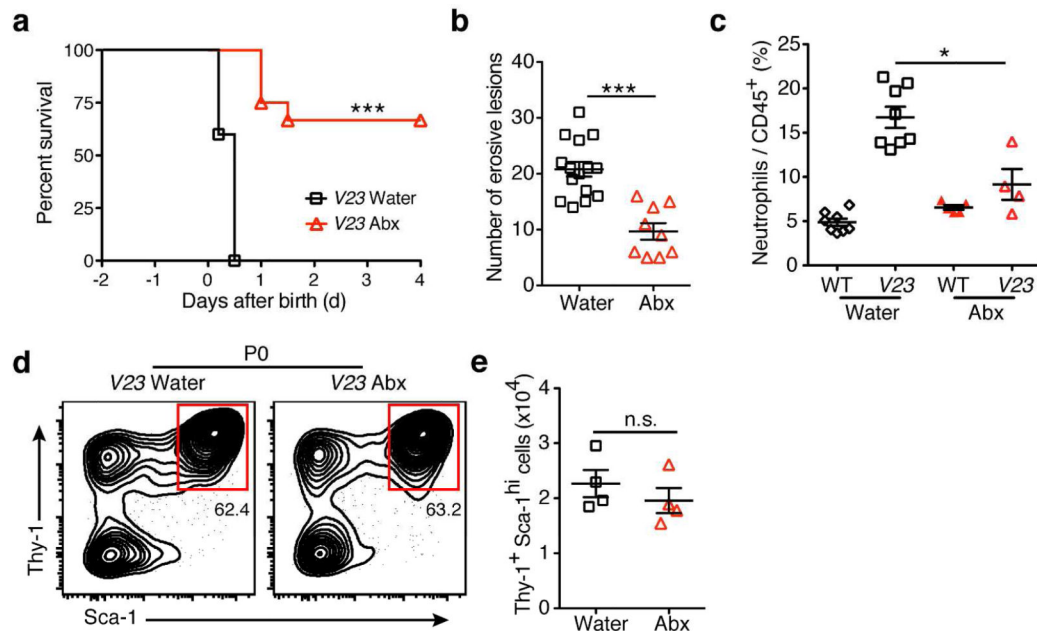 a
100
75
50
25
0
Percent survival
-2
-1
0
1
2
3
4
Days after birth (d)
***
V23 Water
V23 Abx
b
40
30
20
10
0
Number of erosive lesions
***
Water
Abx
c
25
20
15
10
5
0
Neutrophils / CD45⁺ (%)
*
WT
V23
WT
V23
Water
Abx
d
P0
V23 Water
V23 Abx
62.4
63.2
Thy-1
Sca-1
e
4
3
2
1
0
Thy-1⁺ Sca-1ʰⁱ cells (x10⁴)
n.s.
Water
Abx